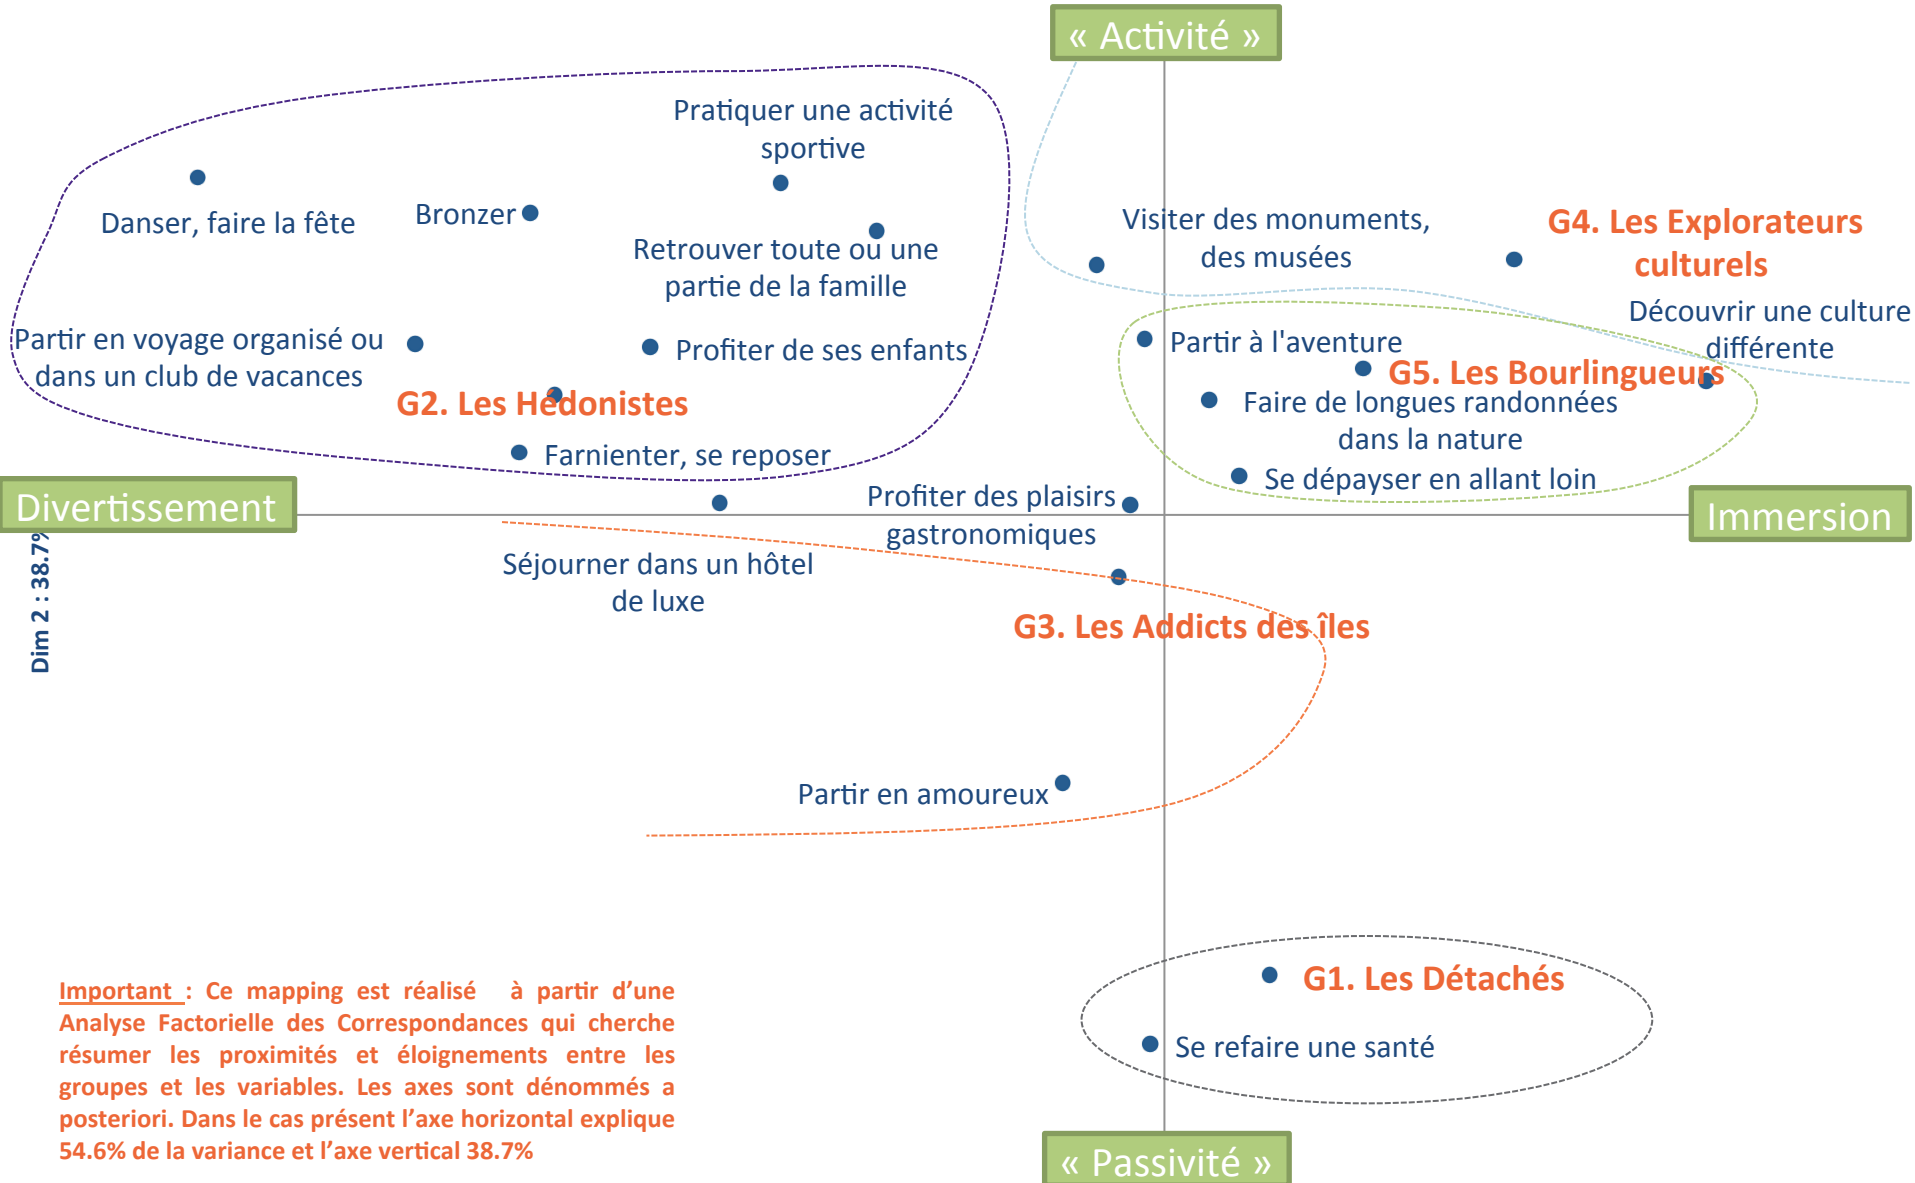 « Activité »
Pratiquer une activité
sportive
Danser, faire la fête
Bronzer
Retrouver toute ou une
partie de la famille
Visiter des monuments,
des musées
G4. Les Explorateurs
culturels
Découvrir une culture
différente
Partir en voyage organisé ou
dans un club de vacances
Profiter de ses enfants
Partir à l'aventure
G5. Les Bourlingueurs
G2. Les Hédonistes
Faire de longues randonnées
dans la nature
Farnienter, se reposer
Se dépayser en allant loin
Divertissement
Profiter des plaisirs
gastronomiques
Immersion
Dim 2 : 38.7%
Séjourner dans un hôtel
de luxe
G3. Les Addicts des îles
Partir en amoureux
G1. Les Détachés
Se refaire une santé
Important : Ce mapping est réalisé à partir d’une
Analyse Factorielle des Correspondances qui cherche
résumer les proximités et éloignements entre les
groupes et les variables. Les axes sont dénommés a
posteriori. Dans le cas présent l’axe horizontal explique
54.6% de la variance et l’axe vertical 38.7%
« Passivité »